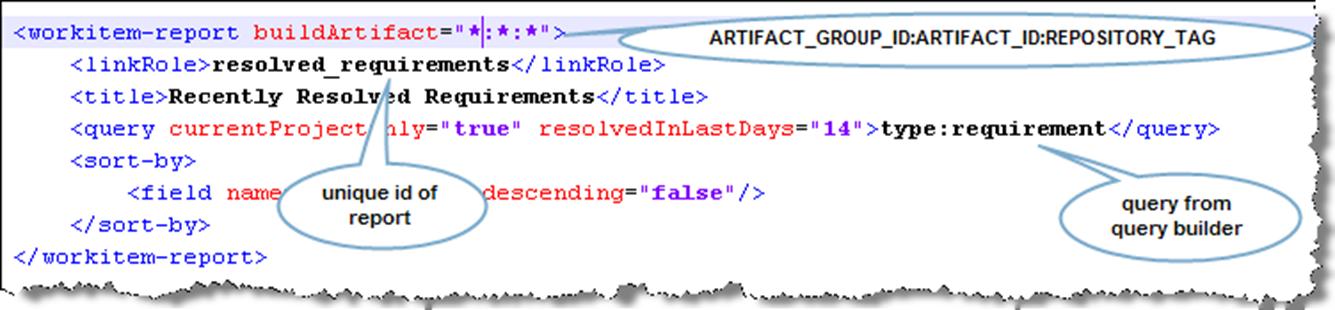 <workitem-report buildArtifact="*:*:*">
ARTIFACT_GROUP_ID:ARTIFACT_ID:REPOSITORY_TAG
<linkRole>resolved_requirements</linkRole>
<title>Recently Resolved Requirements</title>
<query currentProject nly="true" resolvedInLastDays="14">type:requirement</query>
<sort-by>
<field name descending="false"/>
</sort-by>
</workitem-report>
unique id of
report
query from
query builder